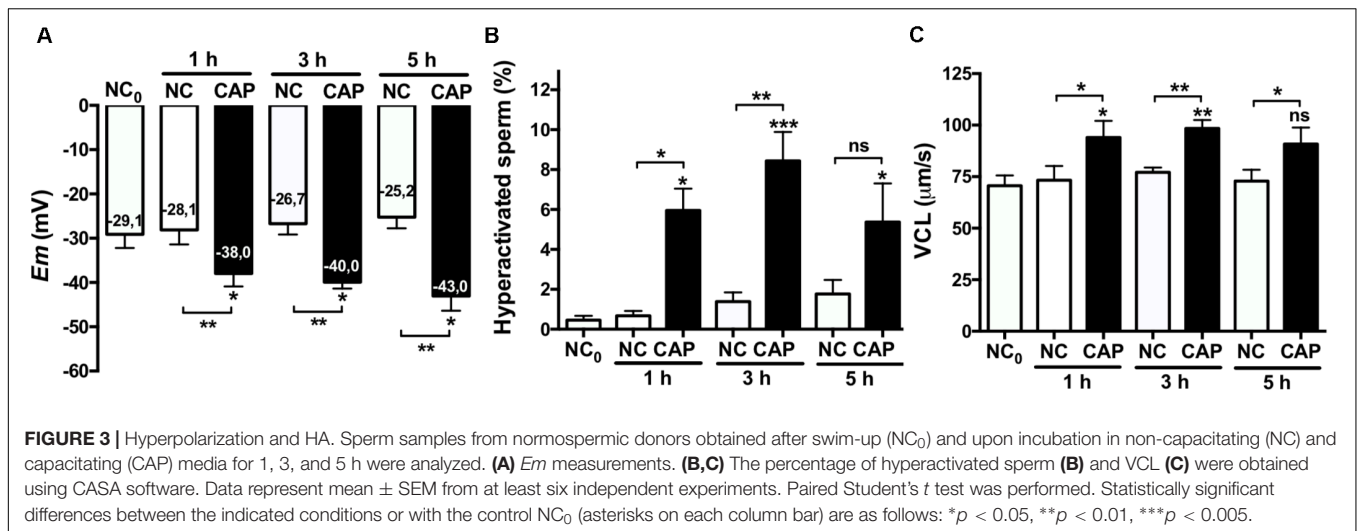 A
1 h 3 h 5 h
NC0 NC CAP NC CAP NC CAP
Em (mV)
0
-10
-20
-30
-40
-50
-60
-29,1 -28,1 -38,0 -26,7 -40,0 -25,2 -43,0
* * *
** ** **
B
Hyperactivated sperm (%)
12
10
8
6
4
2
0
* ** ns
* *** *
NC0 NC CAP NC CAP NC CAP
1 h 3 h 5 h
C
VCL (µm/s)
125
100
75
50
25
0
* ** *
* ** ns
NC0 NC CAP NC CAP NC CAP
1 h 3 h 5 h
FIGURE 3 | Hyperpolarization and HA. Sperm samples from normospermic donors obtained after swim-up (NC0) and upon incubation in non-capacitating (NC) and
capacitating (CAP) media for 1, 3, and 5 h were analyzed. (A) Em measurements. (B,C) The percentage of hyperactivated sperm (B) and VCL (C) were obtained
using CASA software. Data represent mean ± SEM from at least six independent experiments. Paired Student's t test was performed. Statistically significant
differences between the indicated conditions or with the control NC0 (asterisks on each column bar) are as follows: *p < 0.05, **p < 0.01, ***p < 0.005.